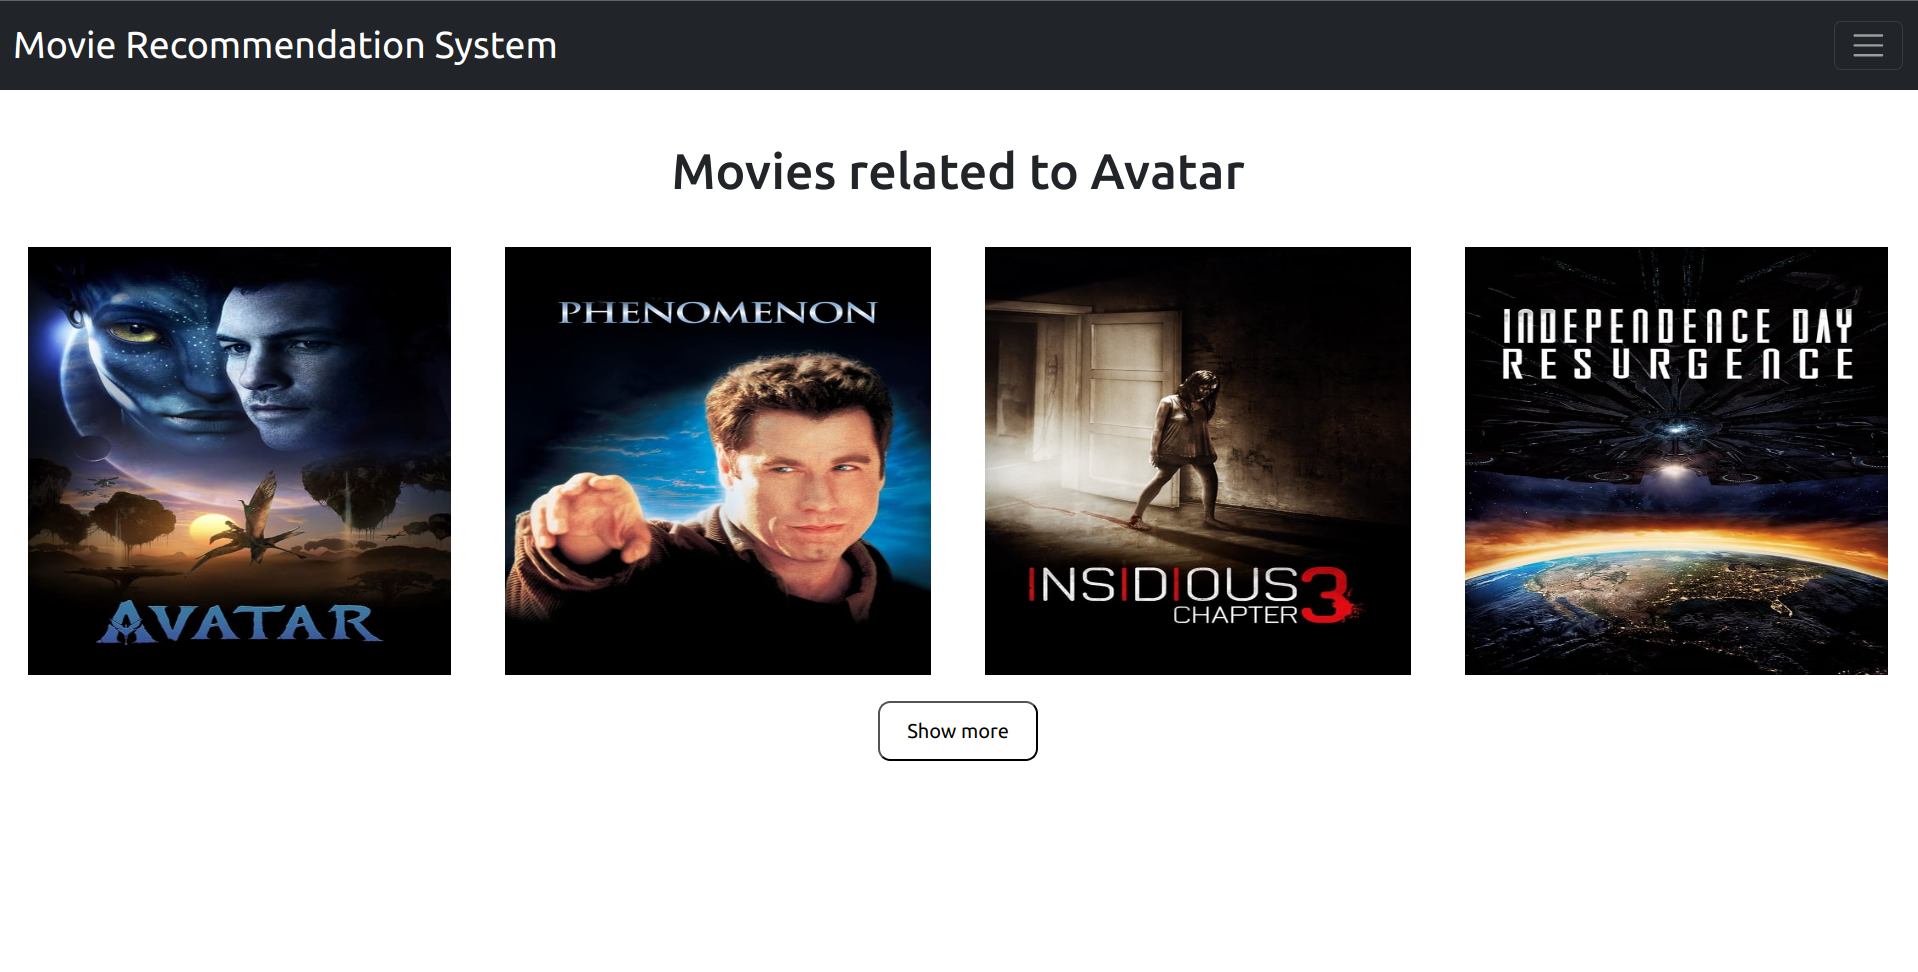 Movie Recommendation System
Movies related to Avatar
AVATAR
PHENOMENON
INSIDIOUS
CHAPTER 3
INDEPENDENCE DAY
RESURGENCE
Show more